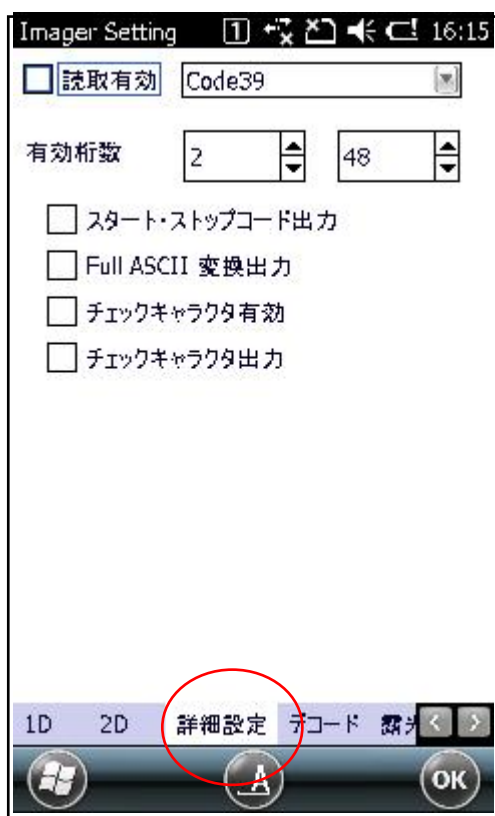 Imager Setting 1 16:15
読取有効 Code39
有効桁数 2 48
スタート・ストップコード出力
Full ASCII 変換出力
チェックキャラクタ有効
チェックキャラクタ出力
1D 2D 詳細設定 デコード 露光
A OK